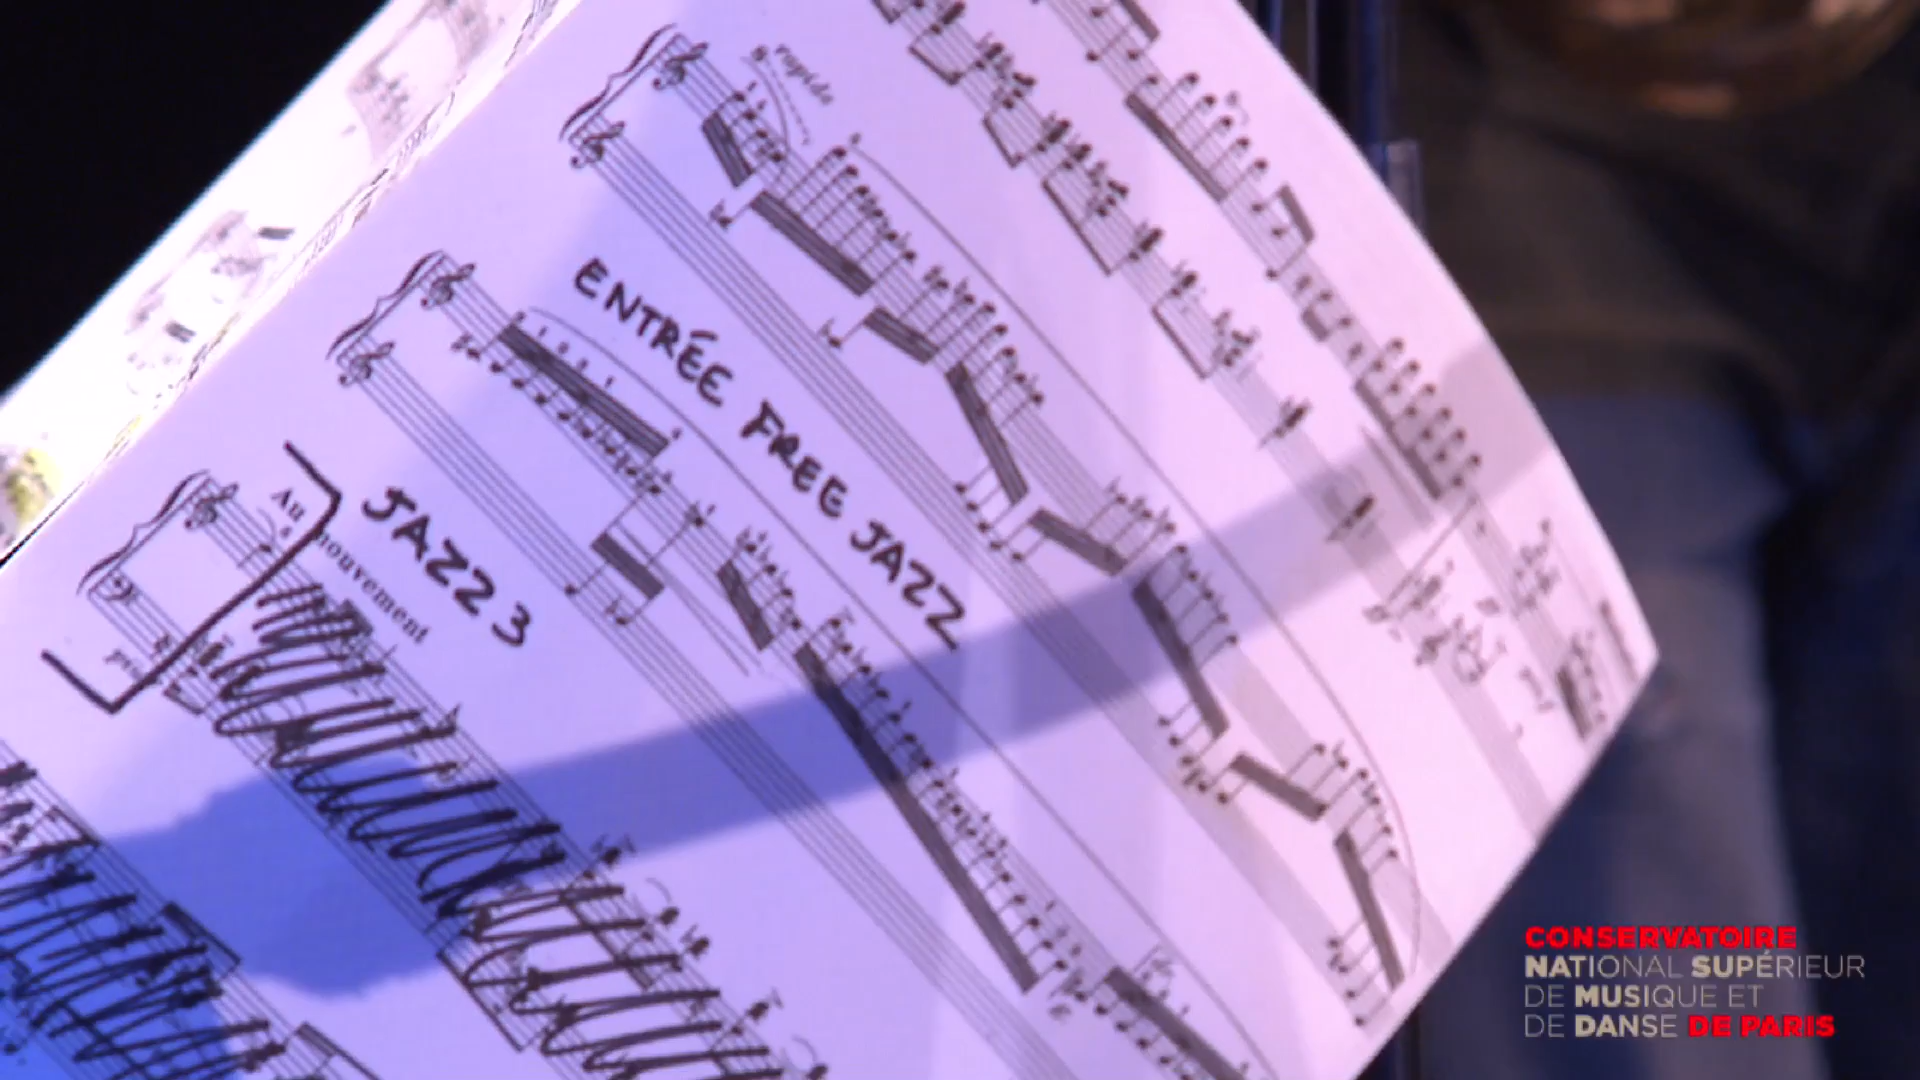 rapide
ENTRÉE FREE JAZZ
JAZZ 3
Au mouvement
CONSERVATOIRE
NATIONAL SUPÉRIEUR
DE MUSIQUE ET
DE DANSE DE PARIS